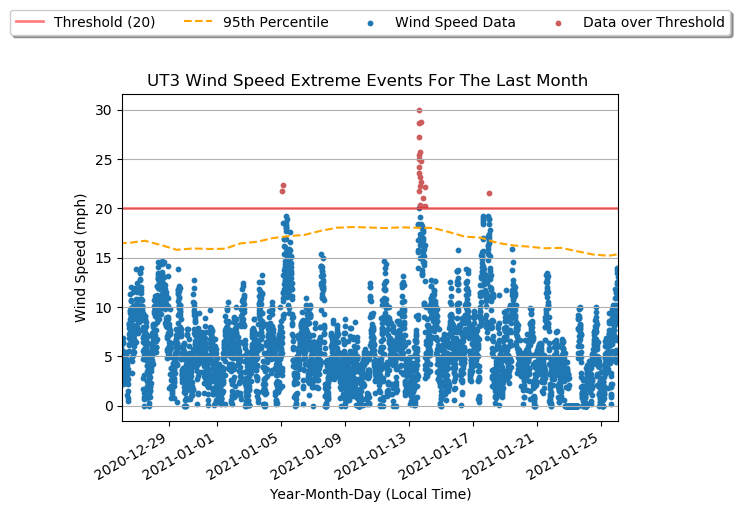 Threshold (20) 95th Percentile Wind Speed Data Data over Threshold
UT3 Wind Speed Extreme Events For The Last Month
30
25
20
15
10
5
0
Wind Speed (mph)
2020-12-29 2021-01-01 2021-01-05 2021-01-09 2021-01-13 2021-01-17 2021-01-21 2021-01-25
Year-Month-Day (Local Time)